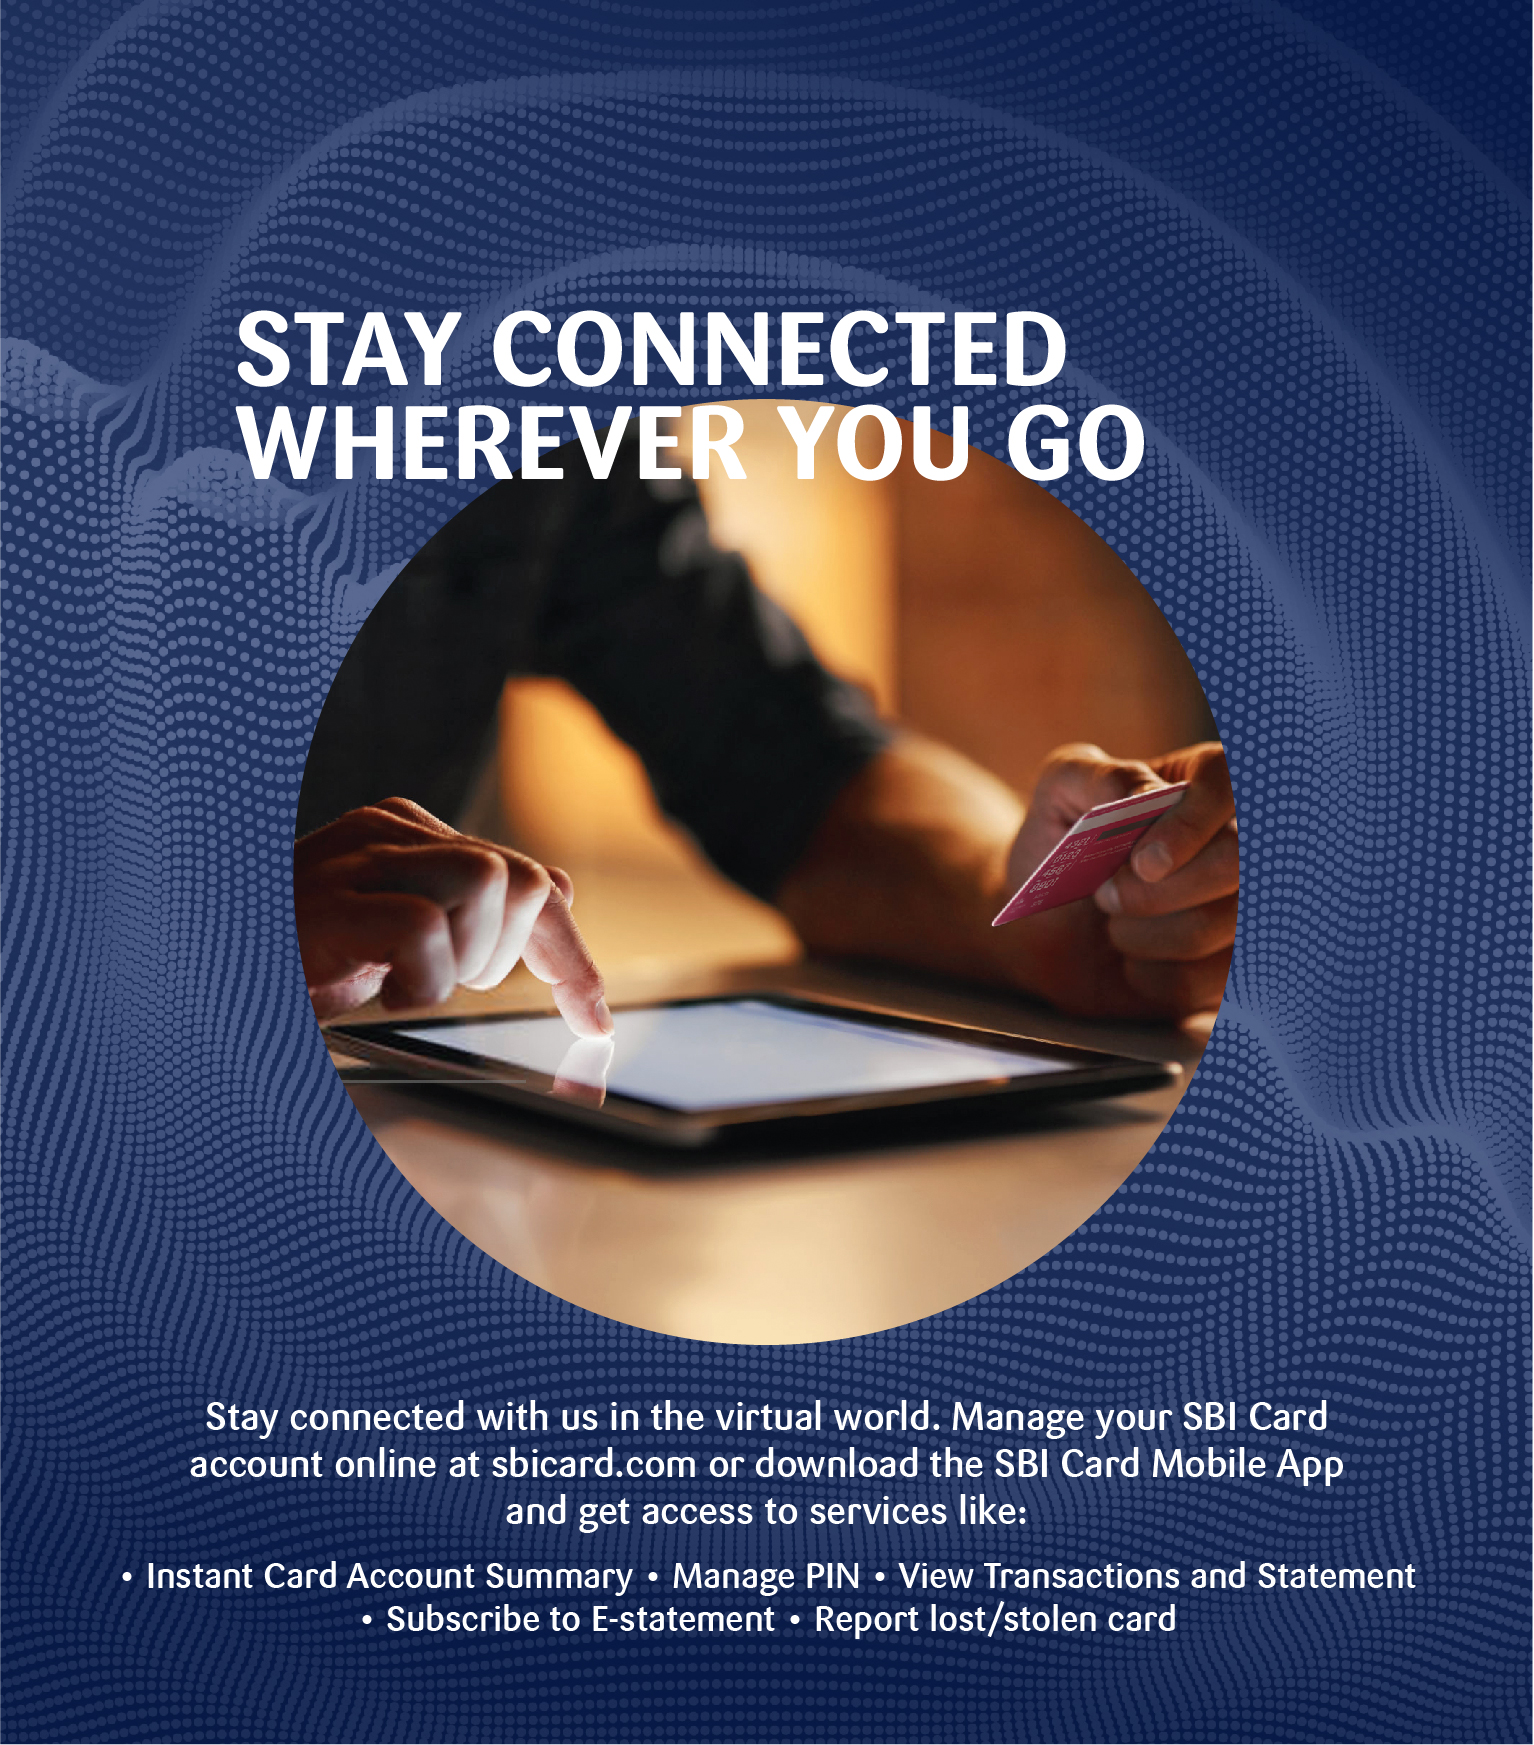 STAY CONNECTED
WHEREVER YOU GO
Stay connected with us in the virtual world. Manage your SBI Card
account online at sbicard.com or download the SBI Card Mobile App
and get access to services like:
• Instant Card Account Summary • Manage PIN • View Transactions and Statement
• Subscribe to E-statement • Report lost/stolen card